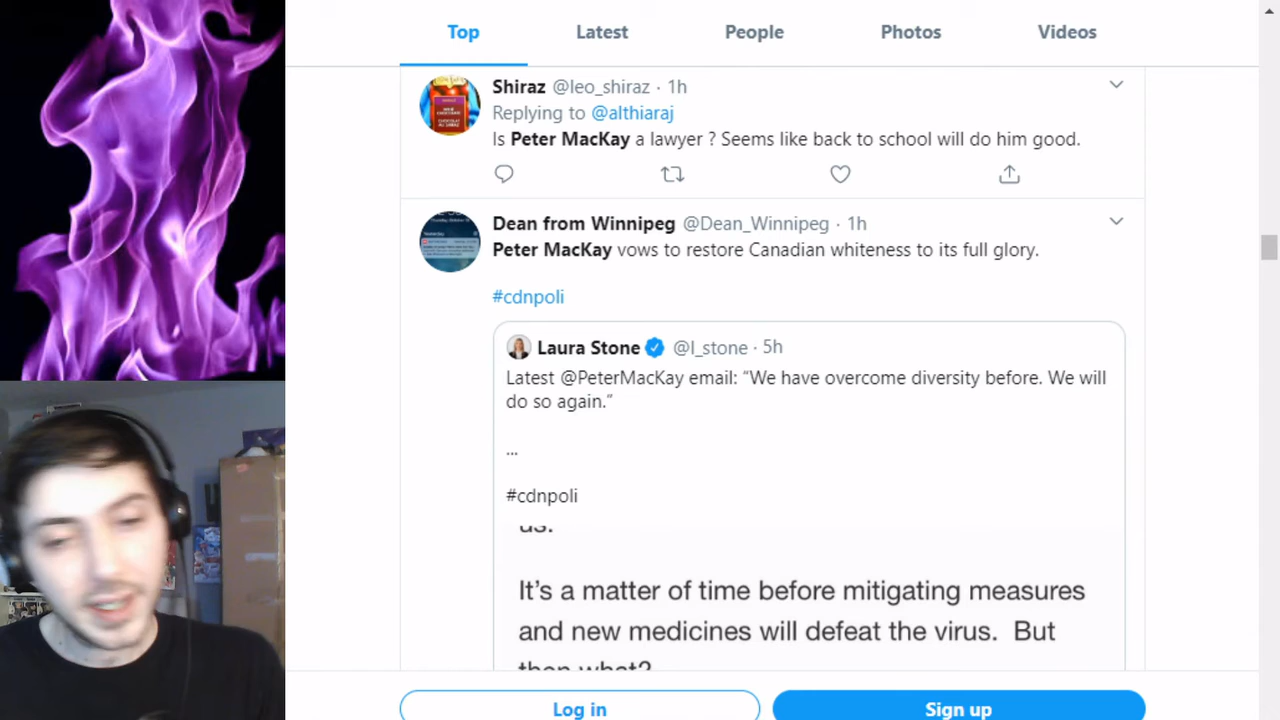 Top Latest People Photos Videos
Shiraz @leo_shiraz · 1h
Replying to @althiaraj
Is Peter MacKay a lawyer ? Seems like back to school will do him good.
Dean from Winnipeg @Dean_Winnipeg · 1h
Peter MacKay vows to restore Canadian whiteness to its full glory.
#cdnpoli
Laura Stone @l_stone · 5h
Latest @PeterMacKay email: “We have overcome diversity before. We will
do so again.”
...
#cdnpoli
us.
It’s a matter of time before mitigating measures
and new medicines will defeat the virus.  But
then what?
Log in Sign up